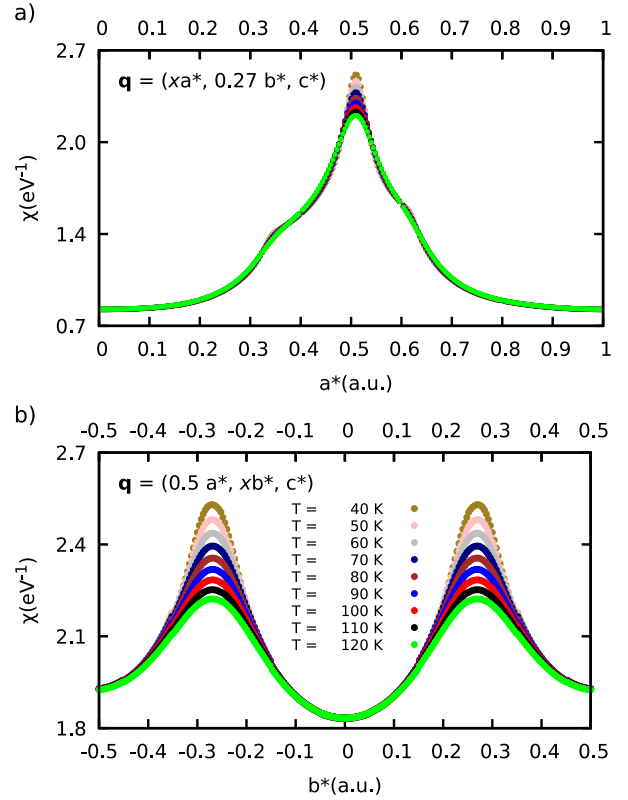 a)
0 0.1 0.2 0.3 0.4 0.5 0.6 0.7 0.8 0.9 1
2.7
q = (xa*, 0.27 b*, c*)
2.0
χ(eV-1)
1.4
0.7
0 0.1 0.2 0.3 0.4 0.5 0.6 0.7 0.8 0.9 1
a*(a.u.)
b)
-0.5 -0.4 -0.3 -0.2 -0.1 0 0.1 0.2 0.3 0.4 0.5
2.7
q = (0.5 a*, xb*, c*)
T = 40 K
T = 50 K
2.4
T = 60 K
T = 70 K
T = 80 K
χ(eV-1)
T = 90 K
T = 100 K
2.1
T = 110 K
T = 120 K
1.8
-0.5 -0.4 -0.3 -0.2 -0.1 0 0.1 0.2 0.3 0.4 0.5
b*(a.u.)